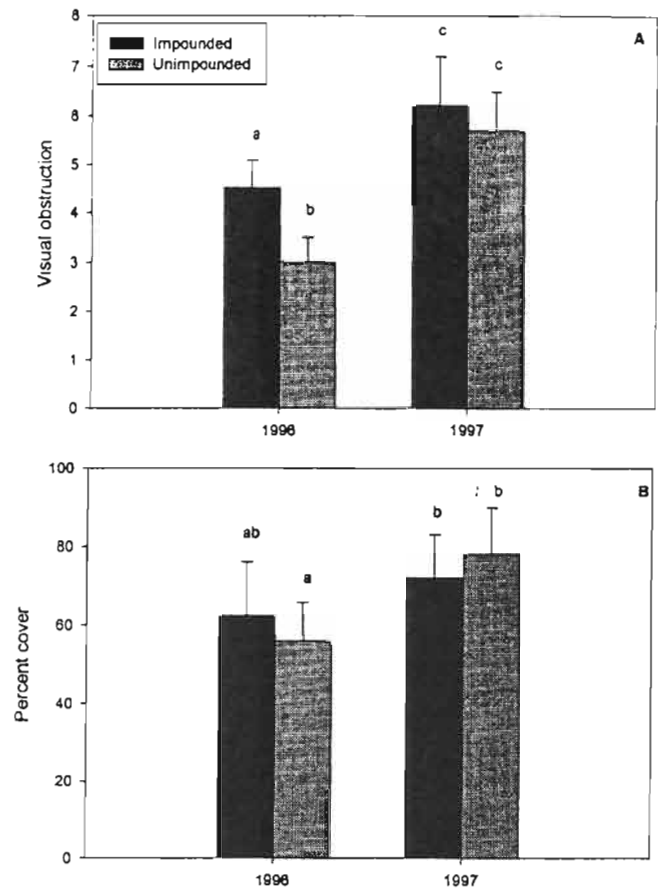 8
7
6
5
4
3
2
1
0
Visual obstruction
Impounded
Unimpounded
A
a
b
c
c
1996
1997
100
80
60
40
20
0
Percent cover
B
ab
a
b
b
1996
1997